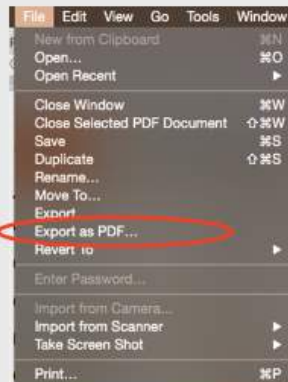 File Edit View Go Tools Window
New from Clipboard ⌘N
Open... ⌘O
Open Recent ▶
Close Window ⌘W
Close Selected PDF Document ⇧⌘W
Save ⌘S
Duplicate ⇧⌘S
Rename...
Move To...
Export
Export as PDF...
Revert To ▶
Enter Password...
Import from Camera...
Import from Scanner ▶
Take Screen Shot ▶
Print... ⌘P